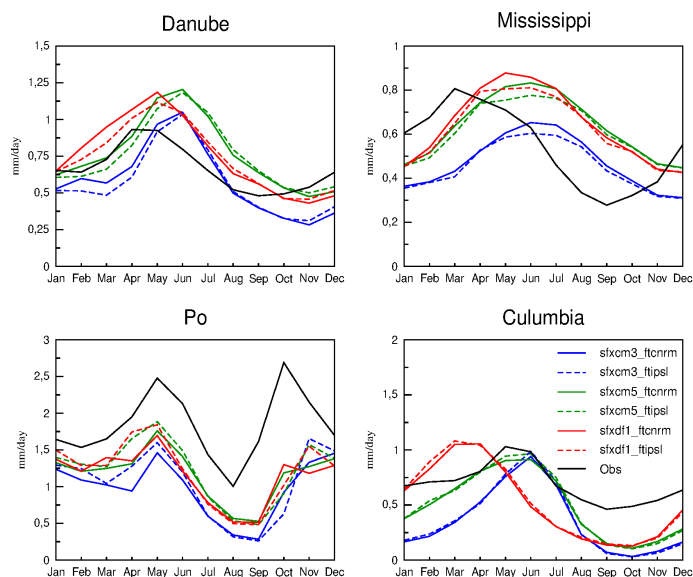 Danube
1,5
1,25
1
0,75
0,5
0,25
0
mm/day
Jan Feb Mar Apr May Jun Jul Aug Sep Oct Nov Dec
Mississippi
1
0,8
0,6
0,4
0,2
0
mm/day
Jan Feb Mar Apr May Jun Jul Aug Sep Oct Nov Dec
Po
3
2,5
2
1,5
1
0,5
0
mm/day
Jan Feb Mar Apr May Jun Jul Aug Sep Oct Nov Dec
Culumbia
2
1,5
1
0,5
0
mm/day
sfxcm3_ftcnrm
sfxcm3_ftipsl
sfxcm5_ftcnrm
sfxcm5_ftipsl
sfxdf1_ftcnrm
sfxdf1_ftipsl
Obs
Jan Feb Mar Apr May Jun Jul Aug Sep Oct Nov Dec